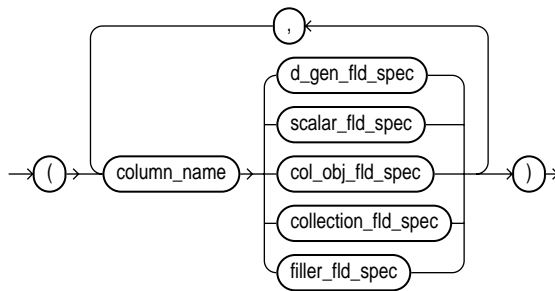 ,
d_gen_fld_spec
scalar_fld_spec
( column_name col_obj_fld_spec )
collection_fld_spec
filler_fld_spec